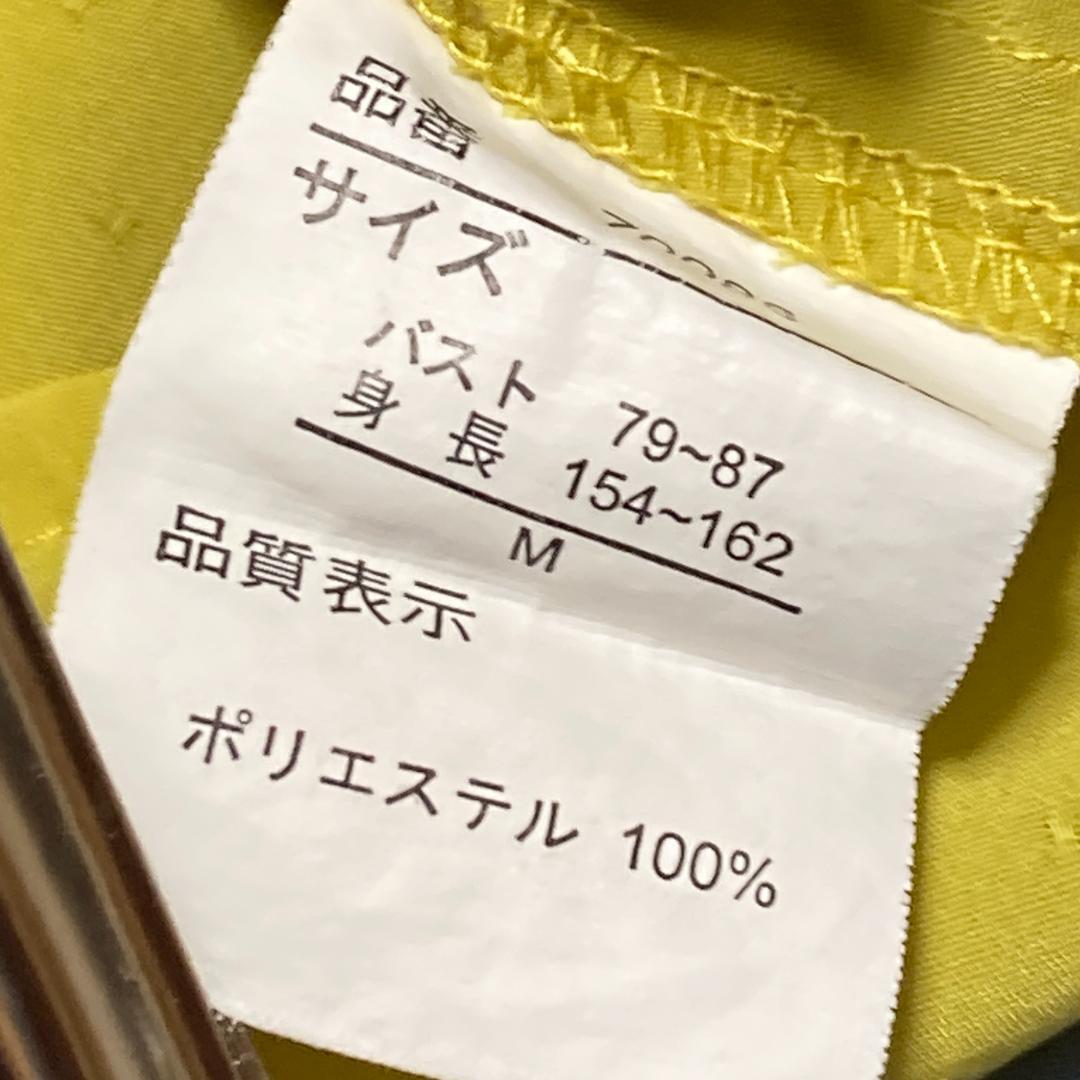 品番
サイズ
バスト 79~87
身長 154~162
M
品質表示
ポリエステル 100%